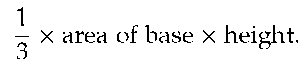 1/3 × area of base × height.